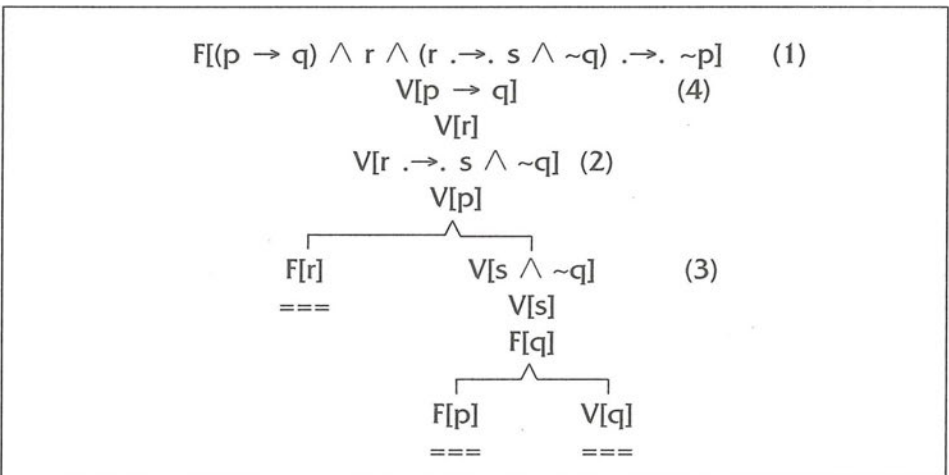 F[(p → q) ∧ r ∧ (r .→. s ∧ ~q) .→. ~p] (1)
V[p → q] (4)
V[r]
V[r .→. s ∧ ~q] (2)
V[p]
F[r] V[s ∧ ~q] (3)
=== V[s]
F[q]
F[p] V[q]
=== ===